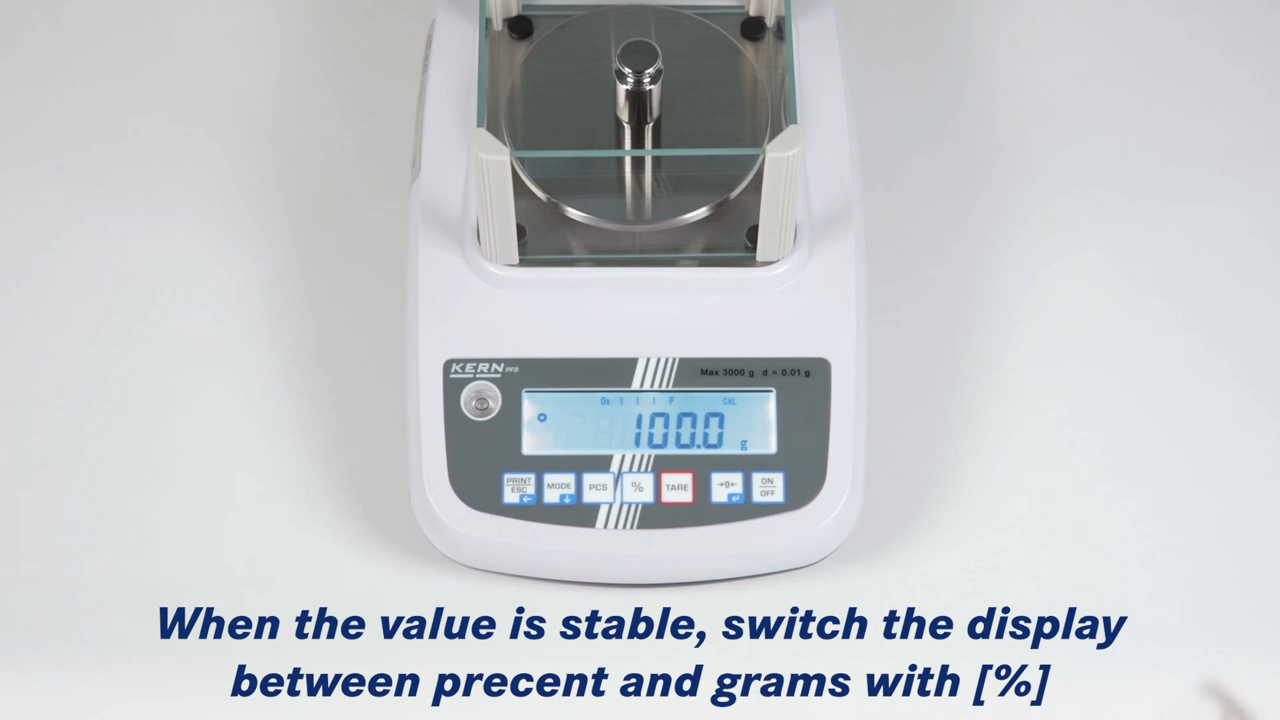 KERN PFB
Max 3000 g d = 0.01 g
CAL
100.0 g
PRINT
ESC
MODE
PCS
%
TARE
→0←
ON
OFF
When the value is stable, switch the display
between precent and grams with [%]